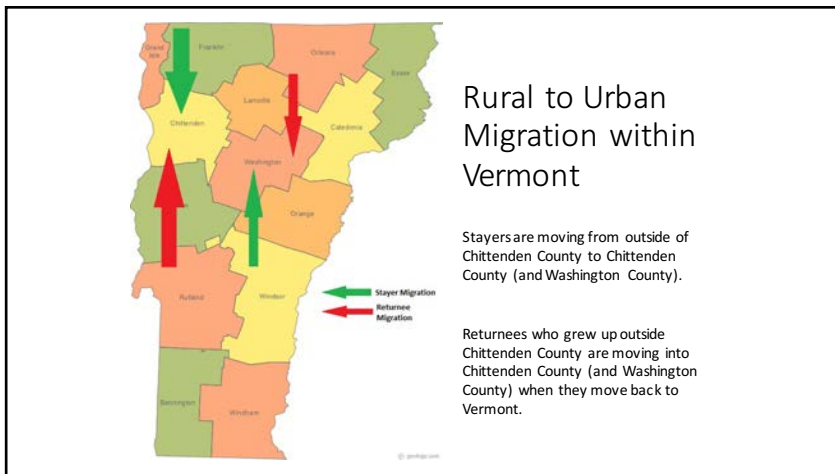 Grand
Isle
Franklin
Orleans
Essex
Lamoille
Chittenden
Caledonia
Washington
Orange
Rutland
Windsor
Bennington
Windham
Stayer Migration
Returnee
Migration
Rural to Urban
Migration within
Vermont
Stayers are moving from outside of
Chittenden County to Chittenden
County (and Washington County).
Returnees who grew up outside
Chittenden County are moving into
Chittenden County (and Washington
County) when they move back to
Vermont.
© geology.com